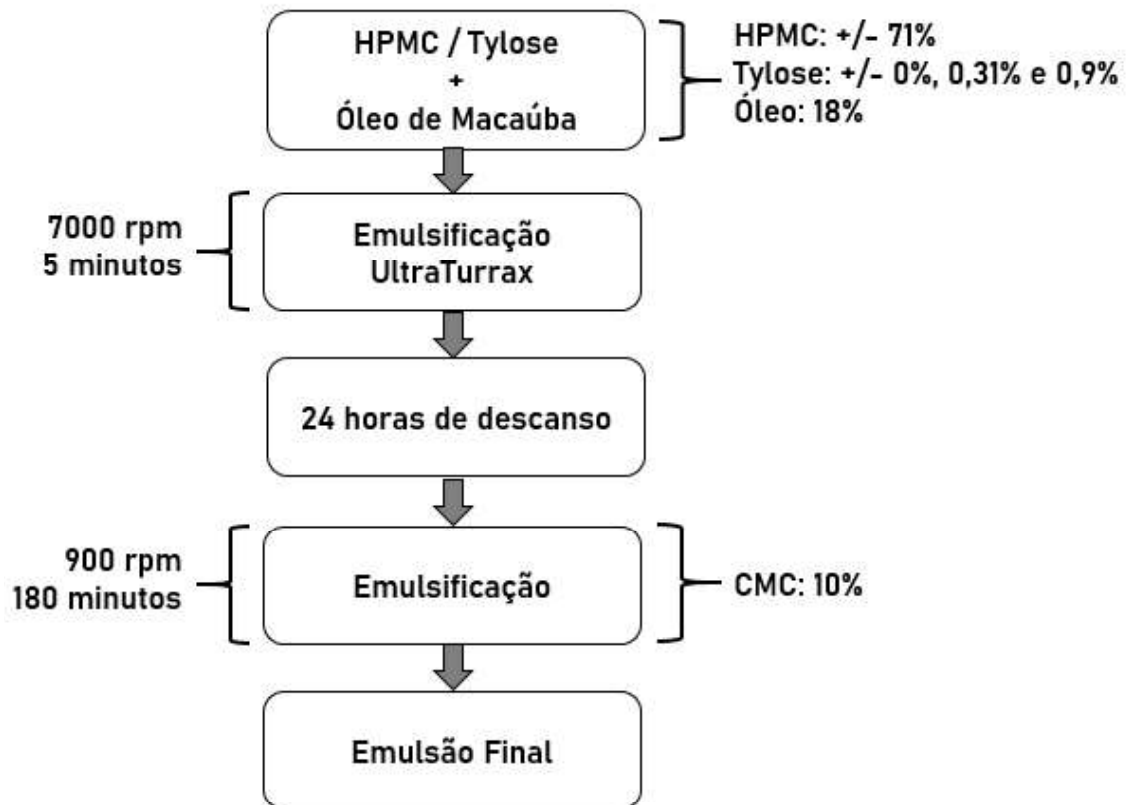 HPMC / Tylose
+
Óleo de Macaúba
HPMC: +/- 71%
Tylose: +/- 0%, 0,31% e 0,9%
Óleo: 18%
7000 rpm
5 minutos
Emulsificação
UltraTurrax
24 horas de descanso
900 rpm
180 minutos
Emulsificação
CMC: 10%
Emulsão Final